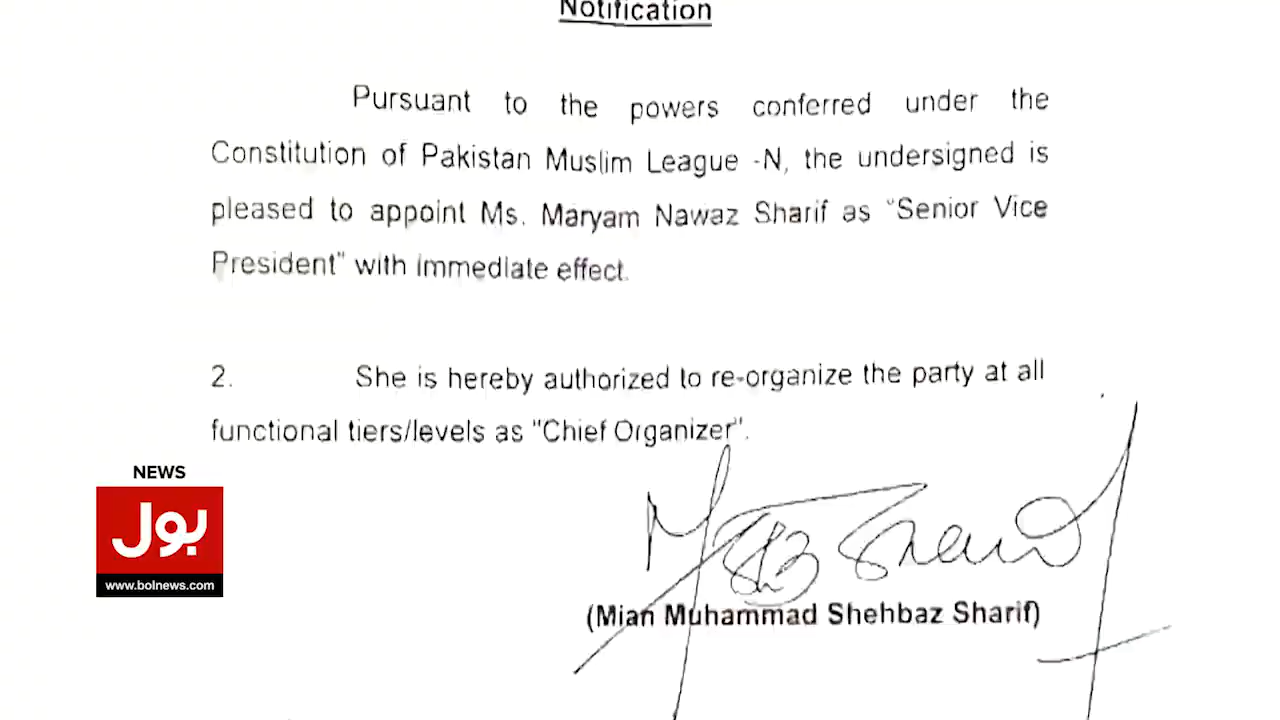 Notification
Pursuant to the powers conferred under the
Constitution of Pakistan Muslim League -N, the undersigned is
pleased to appoint Ms. Maryam Nawaz Sharif as "Senior Vice
President" with immediate effect.
2. She is hereby authorized to re-organize the party at all
functional tiers/levels as "Chief Organizer".
(Mian Muhammad Shehbaz Sharif)
NEWS
بول
www.bolnews.com